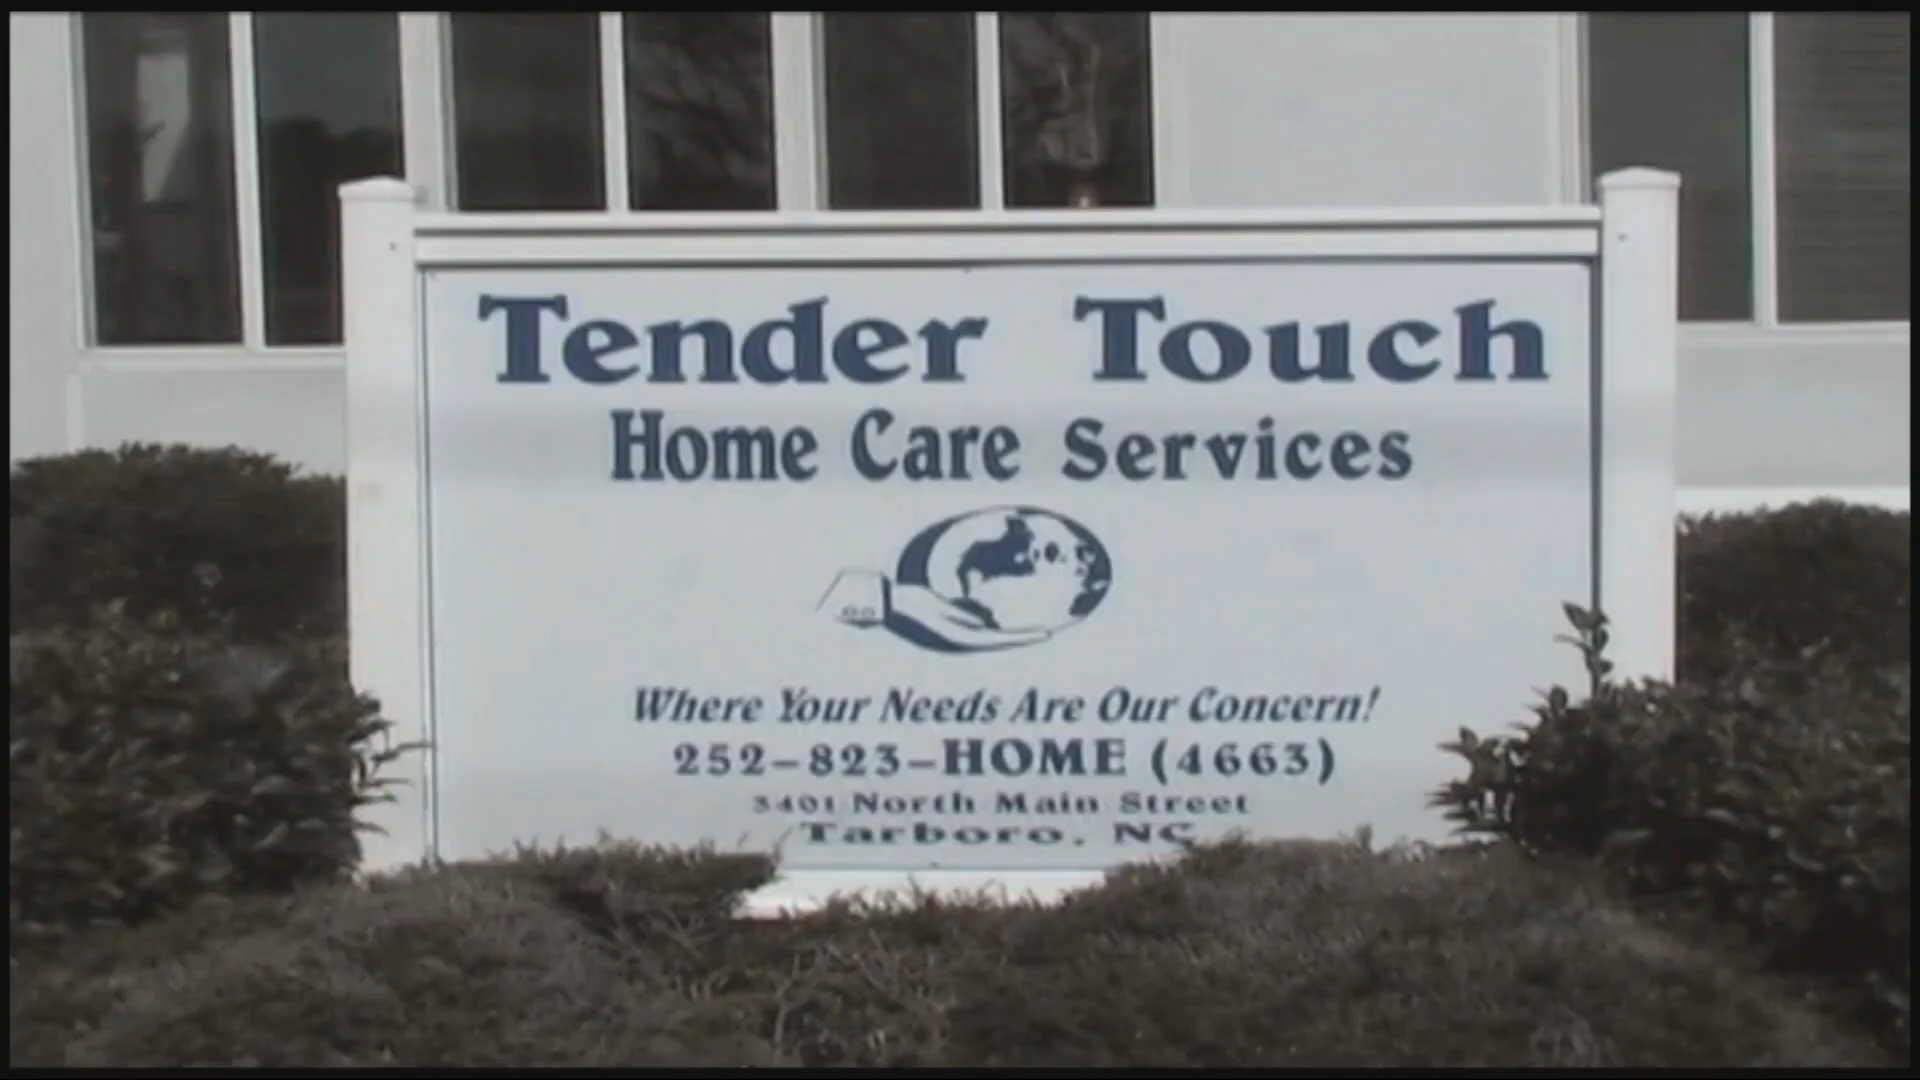 Tender Touch
Home Care Services
Where Your Needs Are Our Concern!
252-823-HOME (4663)
3401 North Main Street
Tarboro, NC